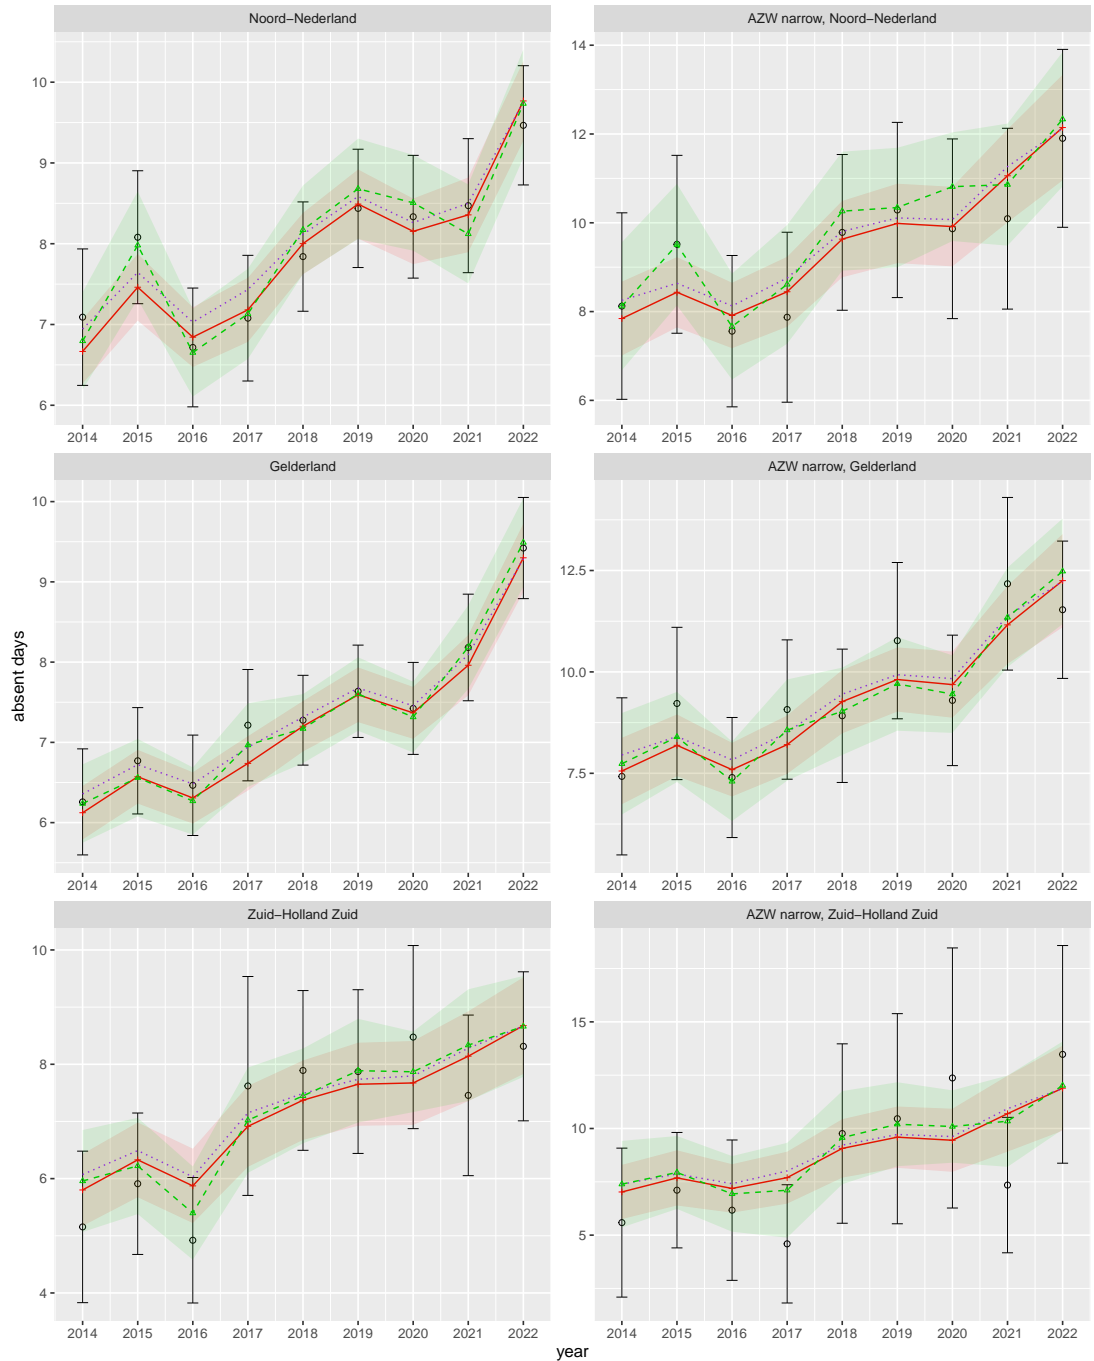 Noord−Nederland
AZW narrow, Noord−Nederland
10
9
8
7
6
14
12
10
8
6
2014 2015 2016 2017 2018 2019 2020 2021 2022
2014 2015 2016 2017 2018 2019 2020 2021 2022
Gelderland
AZW narrow, Gelderland
absent days
10
9
8
7
6
12.5
10.0
7.5
2014 2015 2016 2017 2018 2019 2020 2021 2022
2014 2015 2016 2017 2018 2019 2020 2021 2022
Zuid−Holland Zuid
AZW narrow, Zuid−Holland Zuid
10
8
6
4
15
10
5
2014 2015 2016 2017 2018 2019 2020 2021 2022
2014 2015 2016 2017 2018 2019 2020 2021 2022
year